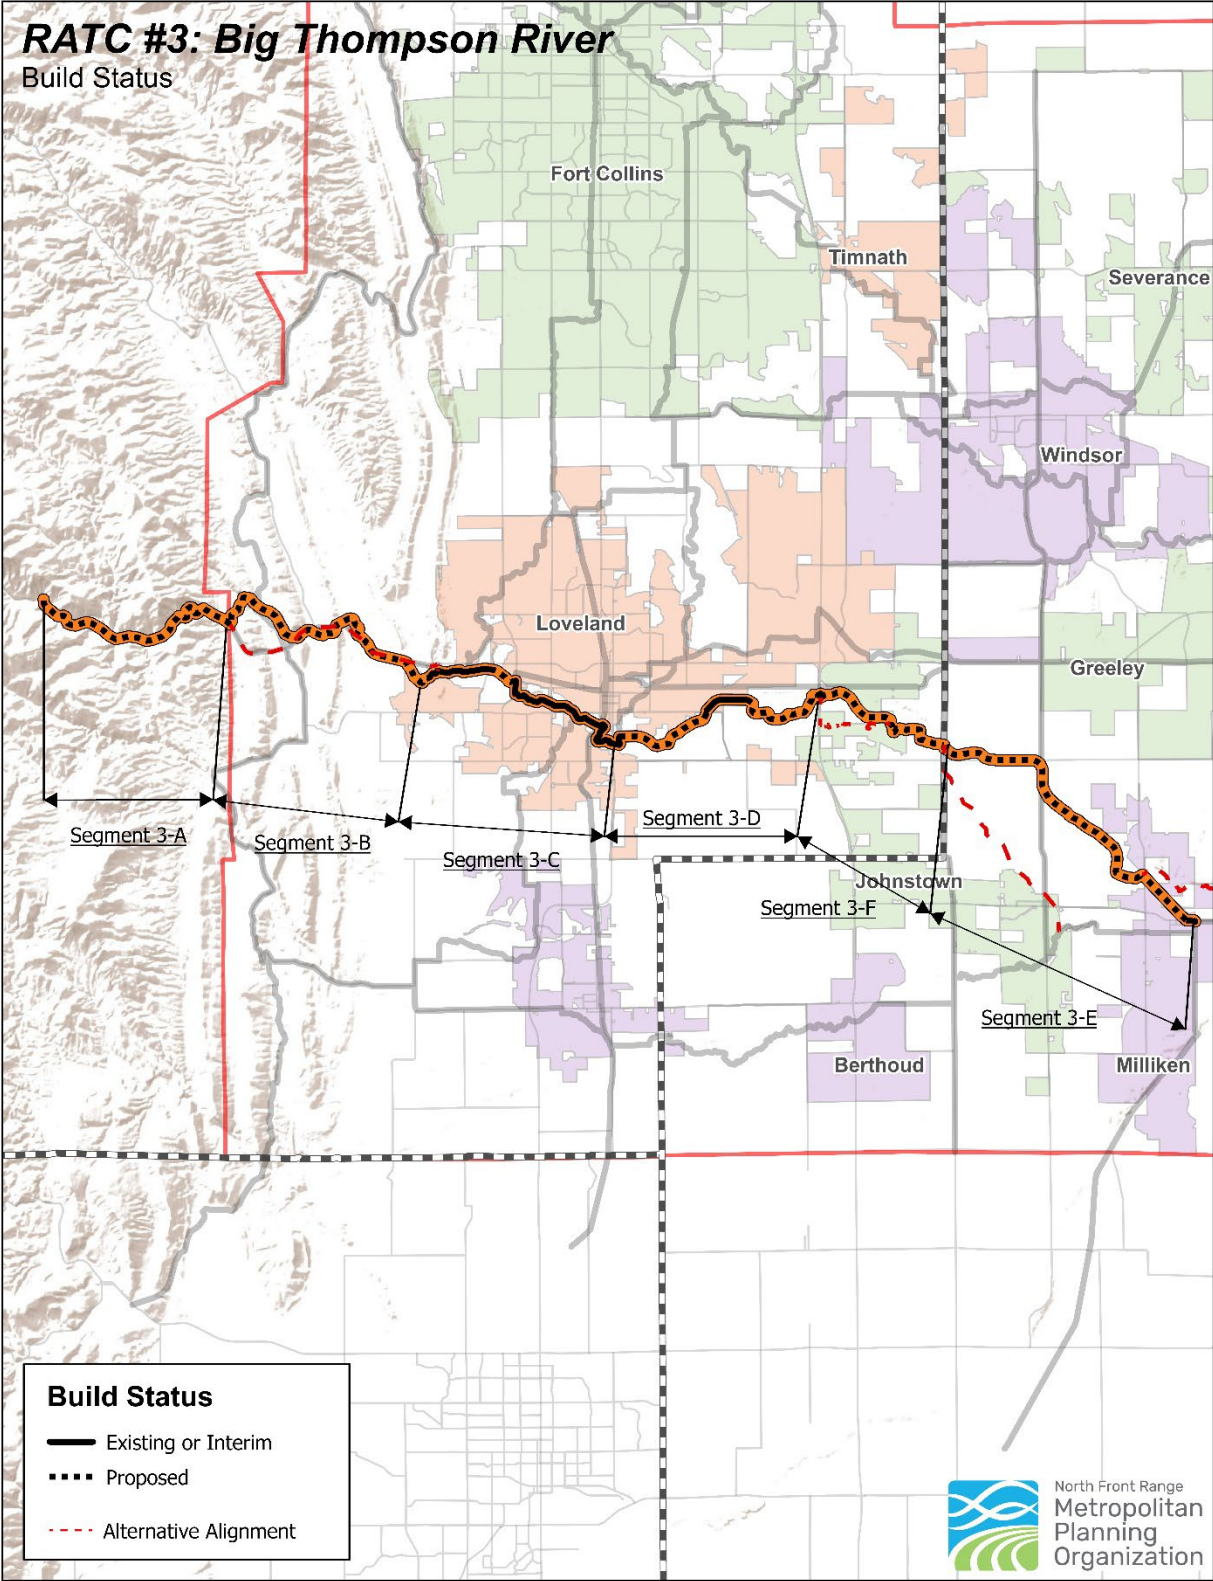 RATC #3: Big Thompson River
Build Status
Fort Collins
Timnath
Severance
Windsor
Loveland
Greeley
Segment 3-A
Segment 3-B
Segment 3-C
Segment 3-D
Johnstown
Segment 3-F
Segment 3-E
Berthoud
Milliken
Build Status
Existing or Interim
Proposed
Alternative Alignment
North Front Range
Metropolitan
Planning
Organization